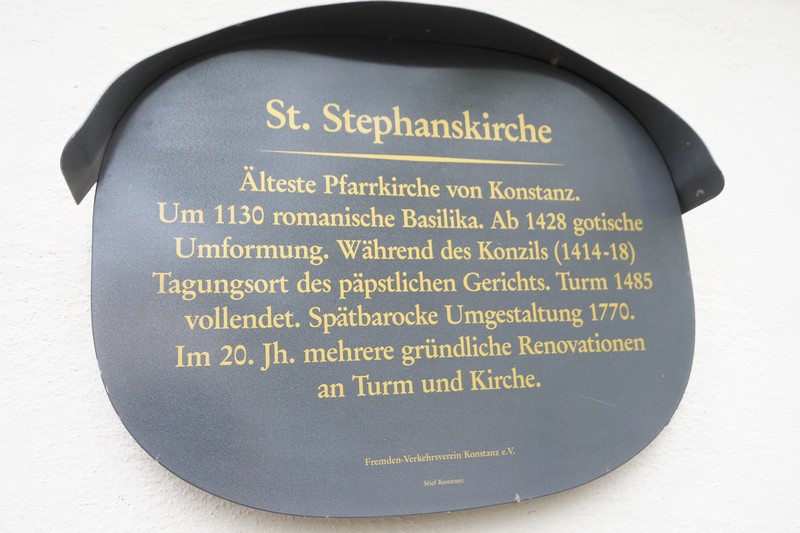 St. Stephanskirche
Älteste Pfarrkirche von Konstanz.
Um 1130 romanische Basilika. Ab 1428 gotische
Umformung. Während des Konzils (1414-18)
Tagungsort des päpstlichen Gerichts. Turm 1485
vollendet. Spätbarocke Umgestaltung 1770.
Im 20. Jh. mehrere gründliche Renovationen
an Turm und Kirche.
Fremden-Verkehrsverein Konstanz e.V.
Stief Konstanz